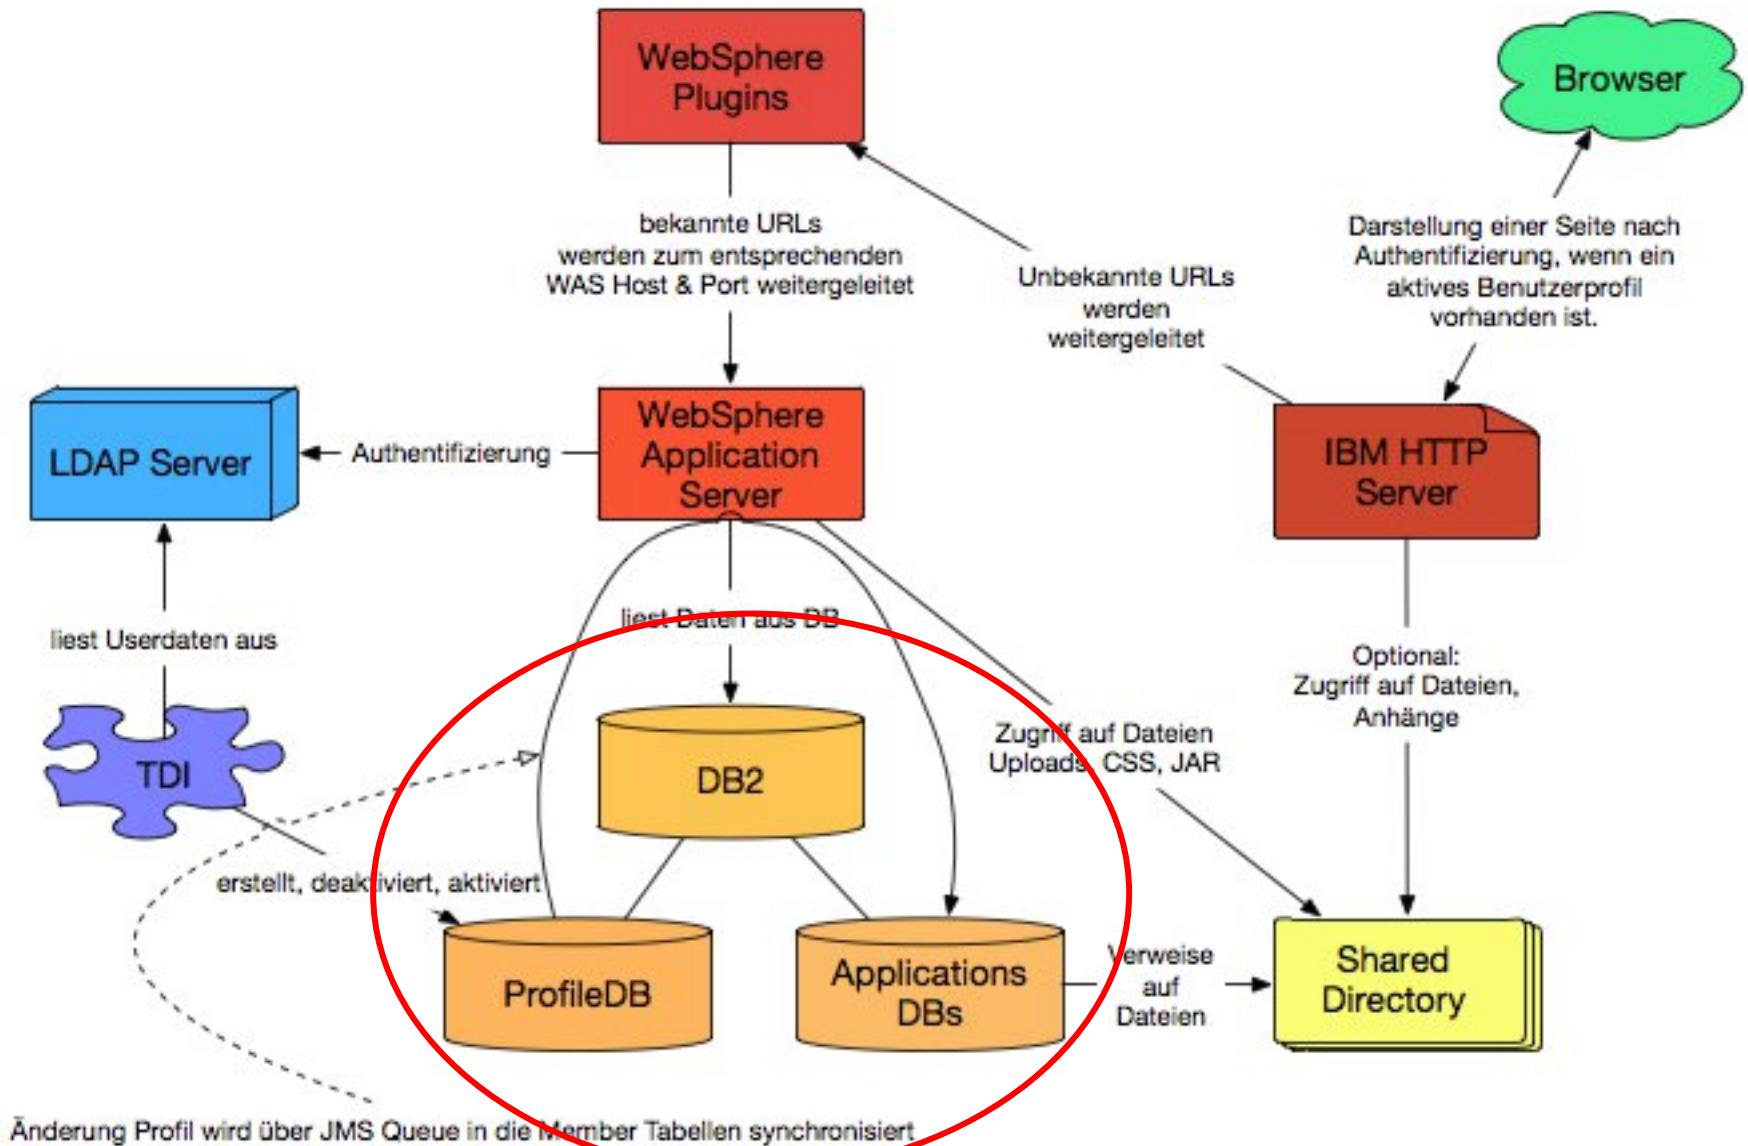 WebSphere
Plugins
Browser
bekannte URLs
werden zum entsprechenden
WAS Host & Port weitergeleitet
Unbekannte URLs
werden
weitergeleitet
Darstellung einer Seite nach
Authentifizierung, wenn ein
aktives Benutzerprofil
vorhanden ist.
LDAP Server
Authentifizierung
WebSphere
Application
Server
IBM HTTP
Server
liest Userdaten aus
liest Daten aus DB
Optional:
Zugriff auf Dateien,
Anhänge
TDI
DB2
Zugriff auf Dateien
Uploads, CSS, JAR
erstellt, deaktiviert, aktiviert
ProfileDB
Applications
DBs
Verweise
auf
Dateien
Shared
Directory
Änderung Profil wird über JMS Queue in die Member Tabellen synchronisiert